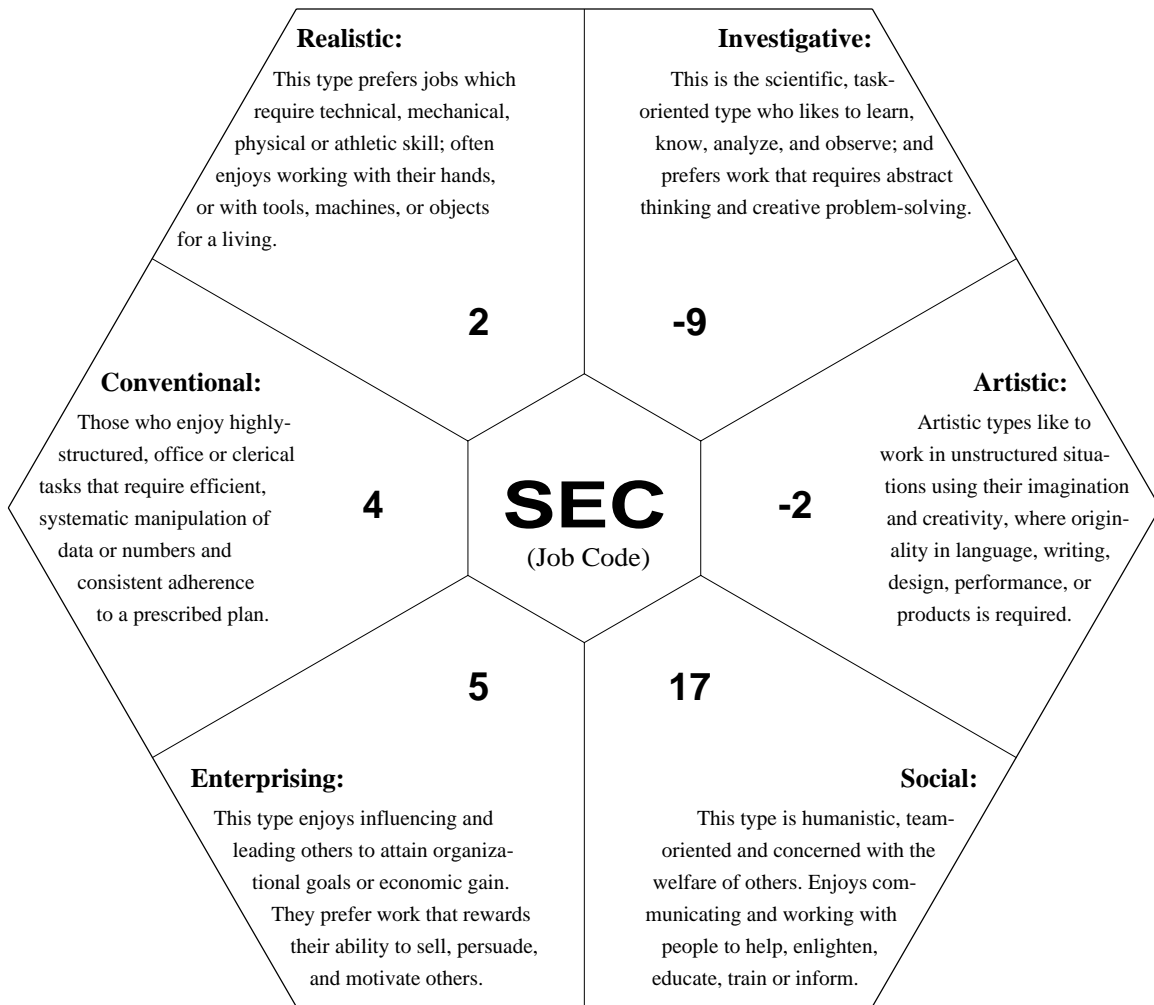 Realistic:
This type prefers jobs which
require technical, mechanical,
physical or athletic skill; often
enjoys working with their hands,
or with tools, machines, or objects
for a living.
2
Investigative:
This is the scientific, task-
oriented type who likes to learn,
know, analyze, and observe; and
prefers work that requires abstract
thinking and creative problem-solving.
-9
Conventional:
Those who enjoy highly-
structured, office or clerical
tasks that require efficient,
systematic manipulation of
data or numbers and
consistent adherence
to a prescribed plan.
4
SEC
(Job Code)
Artistic:
Artistic types like to
work in unstructured situa-
tions using their imagination
and creativity, where origin-
ality in language, writing,
design, performance, or
products is required.
-2
5
Enterprising:
This type enjoys influencing and
leading others to attain organiza-
tional goals or economic gain.
They prefer work that rewards
their ability to sell, persuade,
and motivate others.
17
Social:
This type is humanistic, team-
oriented and concerned with the
welfare of others. Enjoys com-
municating and working with
people to help, enlighten,
educate, train or inform.